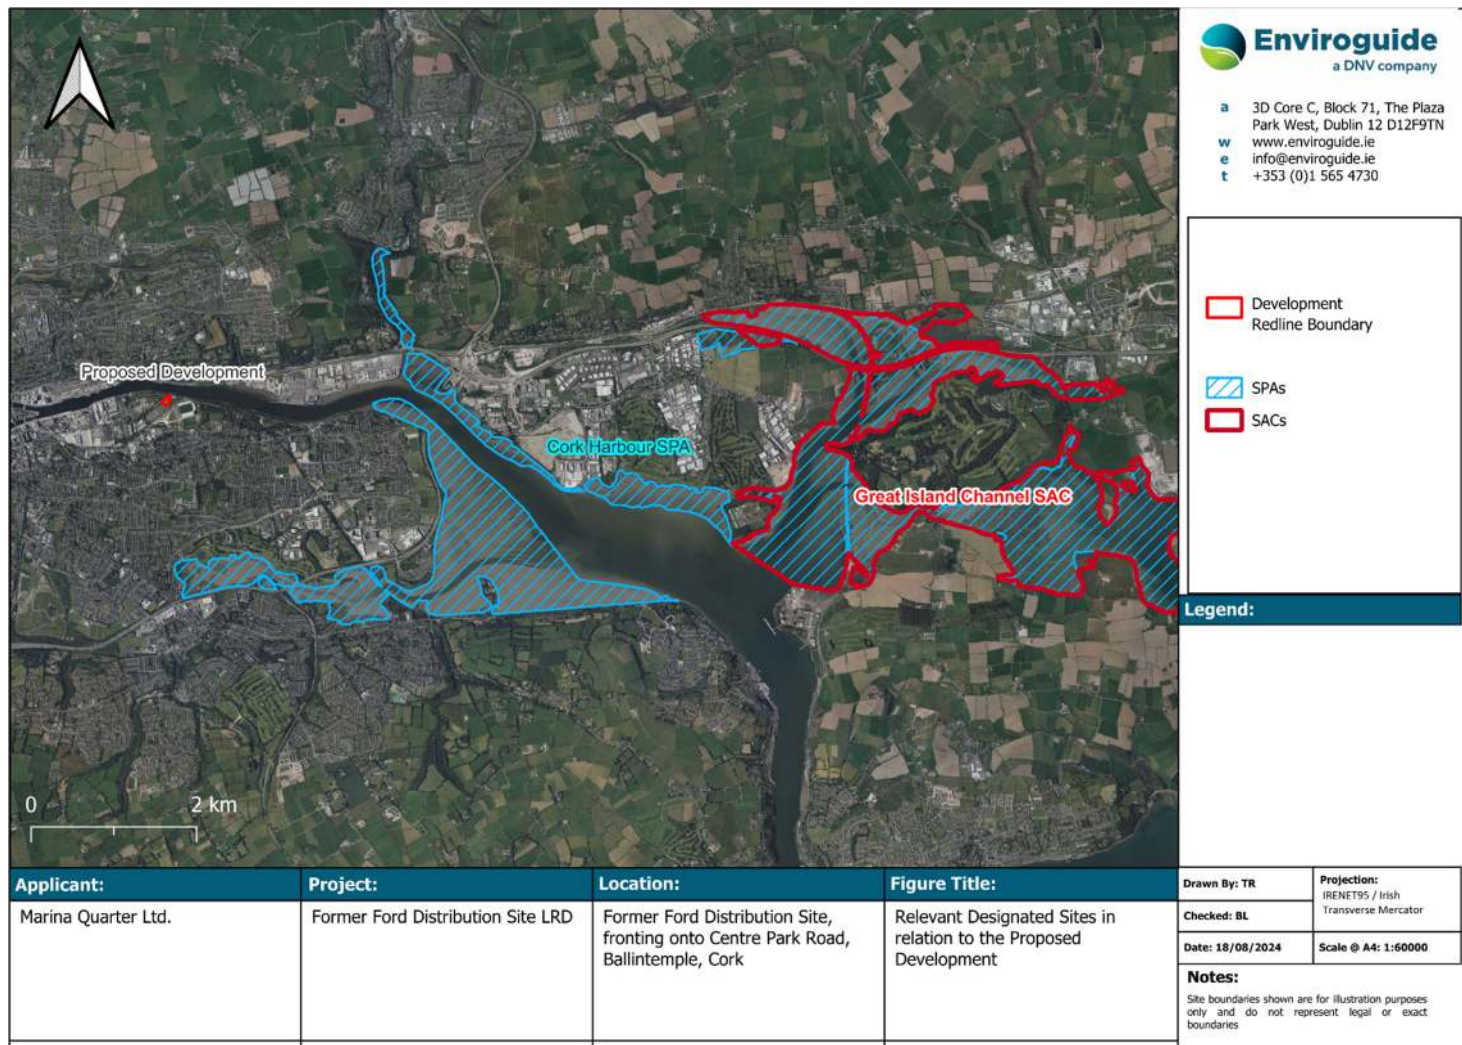 Enviroguide
a DNV company
a 3D Core C, Block 71, The Plaza
Park West, Dublin 12 D12F9TN
w www.enviroguide.ie
e info@enviroguide.ie
t +353 (0)1 565 4730
Development
Redline Boundary
SPAs
SACs
Legend:
Proposed Development
Cork Harbour SPA
Great Island Channel SAC
0 2 km
Applicant:
Marina Quarter Ltd.
Project:
Former Ford Distribution Site LRD
Location:
Former Ford Distribution Site,
fronting onto Centre Park Road,
Ballintemple, Cork
Figure Title:
Relevant Designated Sites in
relation to the Proposed
Development
Drawn By: TR
Projection:
IRENET95 / Irish
Transverse Mercator
Checked: BL
Date: 18/08/2024
Scale @ A4: 1:60000
Notes:
Site boundaries shown are for illustration purposes
only and do not represent legal or exact
boundaries